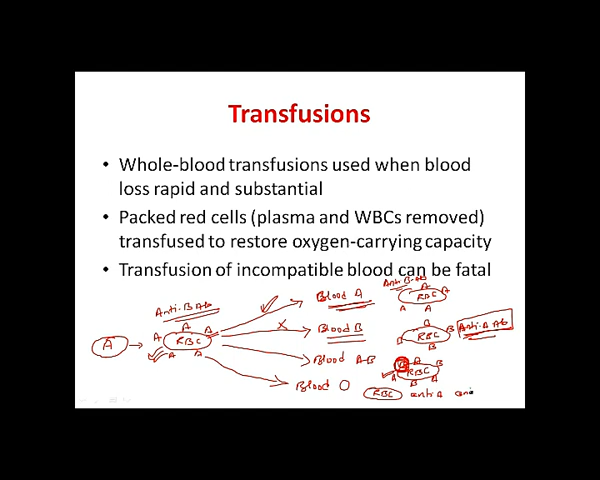 Transfusions
• Whole-blood transfusions used when blood
loss rapid and substantial
• Packed red cells (plasma and WBCs removed)
transfused to restore oxygen-carrying capacity
• Transfusion of incompatible blood can be fatal
Anti-B Ab
A
A RBC A
A A
Blood A
Anti B-Ab
A
RBC A
A A
Blood B
B
RBC B
B B
Anti-A Ab
Blood A-B
A
RBC B
A B A
Blood O
RBC anti A